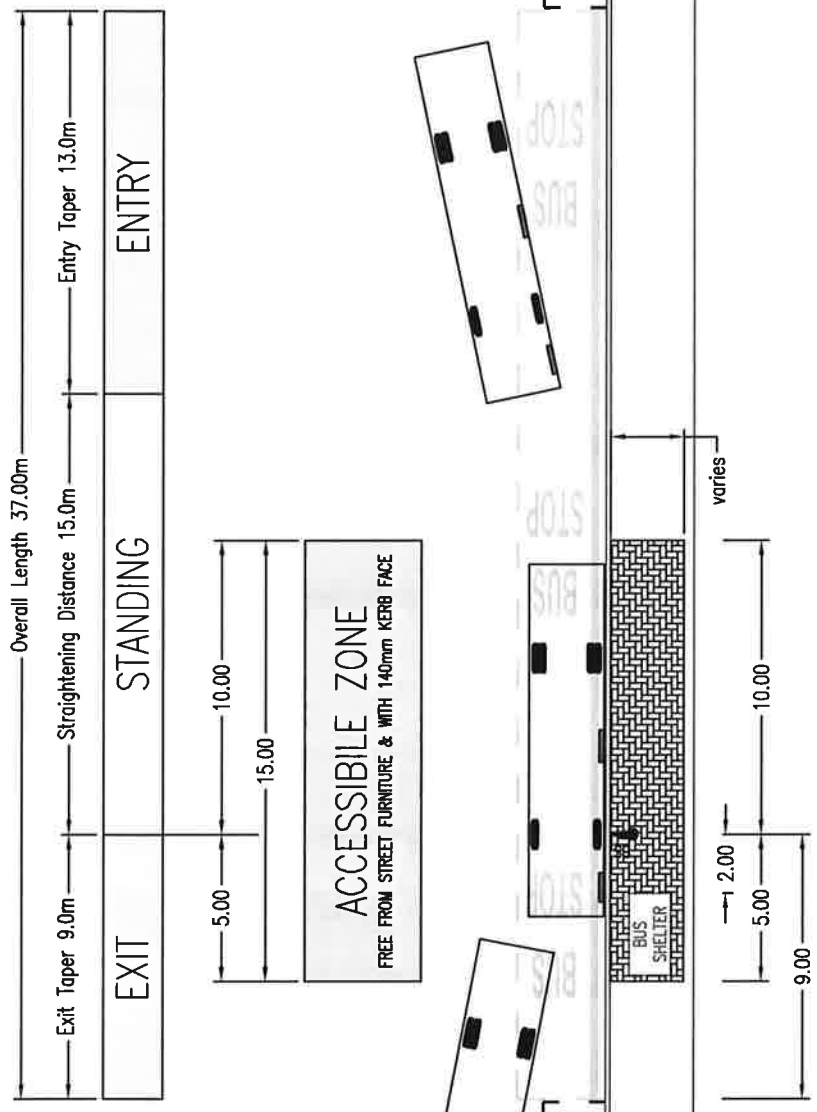 Overall Length 37.00m
Exit Taper 9.0m
Straightening Distance 15.0m
Entry Taper 13.0m
EXIT
STANDING
ENTRY
5.00
10.00
15.00
ACCESSIBILE ZONE
FREE FROM STREET FURNITURE & WITH 140mm KERB FACE
BUS
STOP
BUS
STOP
BUS
STOP
BUS
SHELTER
varies
2.00
5.00
10.00
9.00